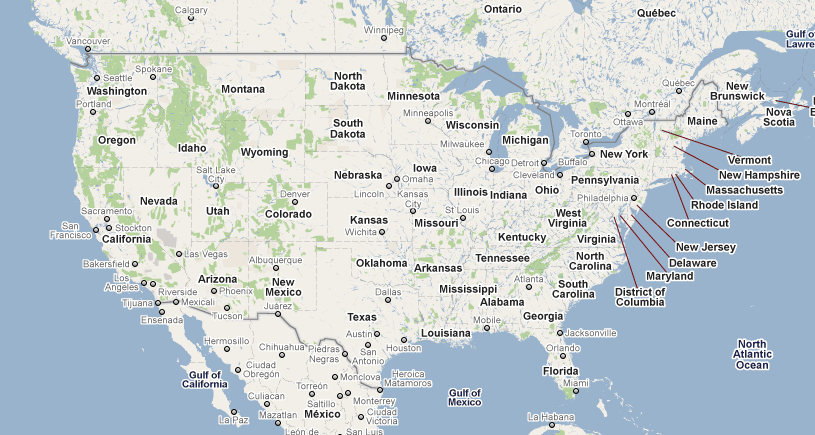 Calgary
Ontario
Québec
Gulf of
Lawre
Vancouver
Winnipeg
Seattle
Spokane
Washington
Montana
North
Dakota
Minnesota
Québec
New
Brunswick
Nova
Scotia
Portland
Minneapolis
Ottawa
Montréal
Maine
Oregon
Idaho
Wyoming
South
Dakota
Wisconsin
Michigan
Toronto
Milwaukee
Buffalo
New York
Vermont
Salt Lake
City
Nebraska
Iowa
Chicago
Detroit
Cleveland
New Hampshire
Omaha
Lincoln
Pennsylvania
Massachusetts
Nevada
Utah
Denver
Colorado
Kansas
City
Illinois
Indiana
Ohio
Philadelphia
Rhode Island
Sacramento
Stockton
San
Francisco
California
Kansas
Wichita
Missouri
St Louis
West
Virginia
Connecticut
Kentucky
Virginia
New Jersey
Las Vegas
Bakersfield
Albuquerque
Oklahoma
Arkansas
Tennessee
North
Carolina
Delaware
Maryland
Los
Angeles
Riverside
Arizona
Phoenix
New
Mexico
Dallas
Mississippi
Alabama
Atlanta
South
Carolina
District of
Columbia
Tijuana
Mexicali
Ensenada
Tucson
Juárez
Texas
Austin
Louisiana
Mobile
Georgia
Jacksonville
Hermosillo
Chihuahua
Piedras
Negras
San
Antonio
Houston
Orlando
North
Atlantic
Ocean
Gulf of
California
Ciudad
Obregón
Monclova
Heroica
Matamoros
Florida
Miami
Culiacan
Torreón
Saltillo
Monterrey
Gulf of
Mexico
La Paz
Mazatlan
México
Ciudad
Victoria
La Habana
León de
San Luis